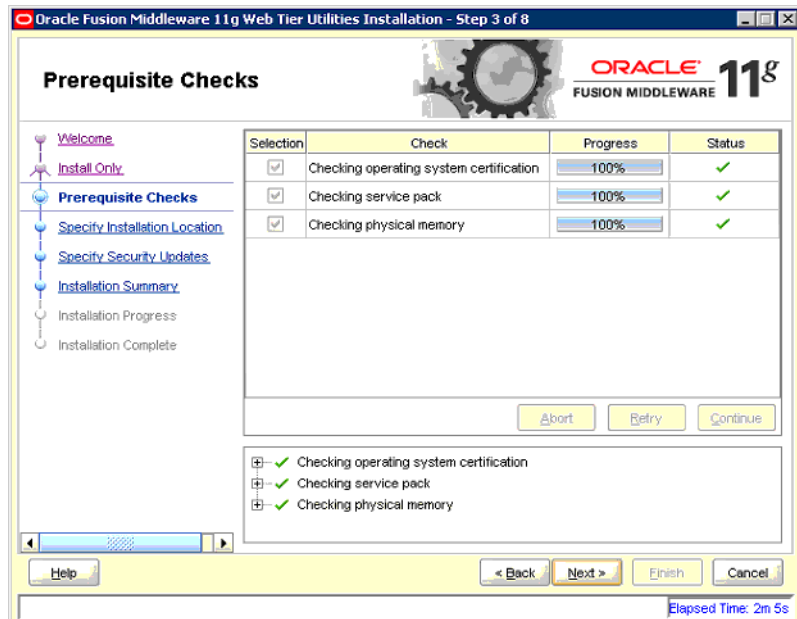 Oracle Fusion Middleware 11g Web Tier Utilities Installation - Step 3 of 8
Prerequisite Checks
ORACLE
FUSION MIDDLEWARE
11g
Welcome
Install Only
Prerequisite Checks
Specify Installation Location
Specify Security Updates
Installation Summary
Installation Progress
Installation Complete
Selection Check Progress Status
Checking operating system certification 100%
Checking service pack 100%
Checking physical memory 100%
Abort Retry Continue
Checking operating system certification
Checking service pack
Checking physical memory
Help < Back Next > Finish Cancel
Elapsed Time: 2m 5s